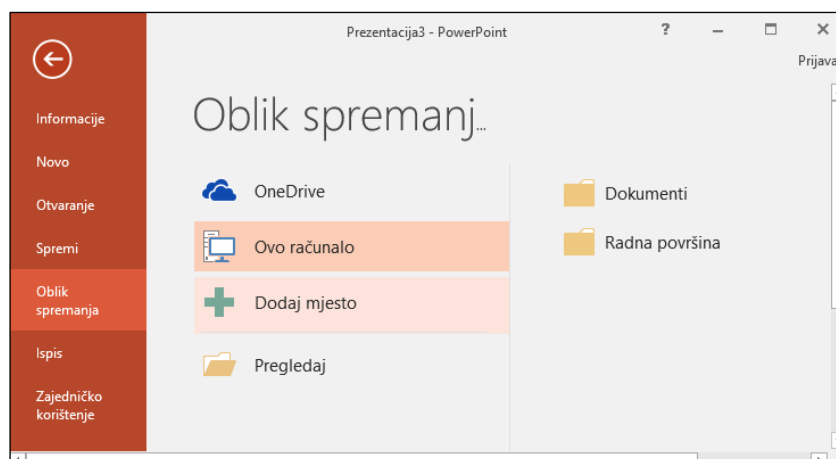 Prezentacija3 - PowerPoint
?
Prijava
Informacije
Novo
Otvaranje
Spremi
Oblik
spremanja
Ispis
Zajedničko
korištenje
Oblik spremanj...
OneDrive
Ovo računalo
Dodaj mjesto
Pregledaj
Dokumenti
Radna površina